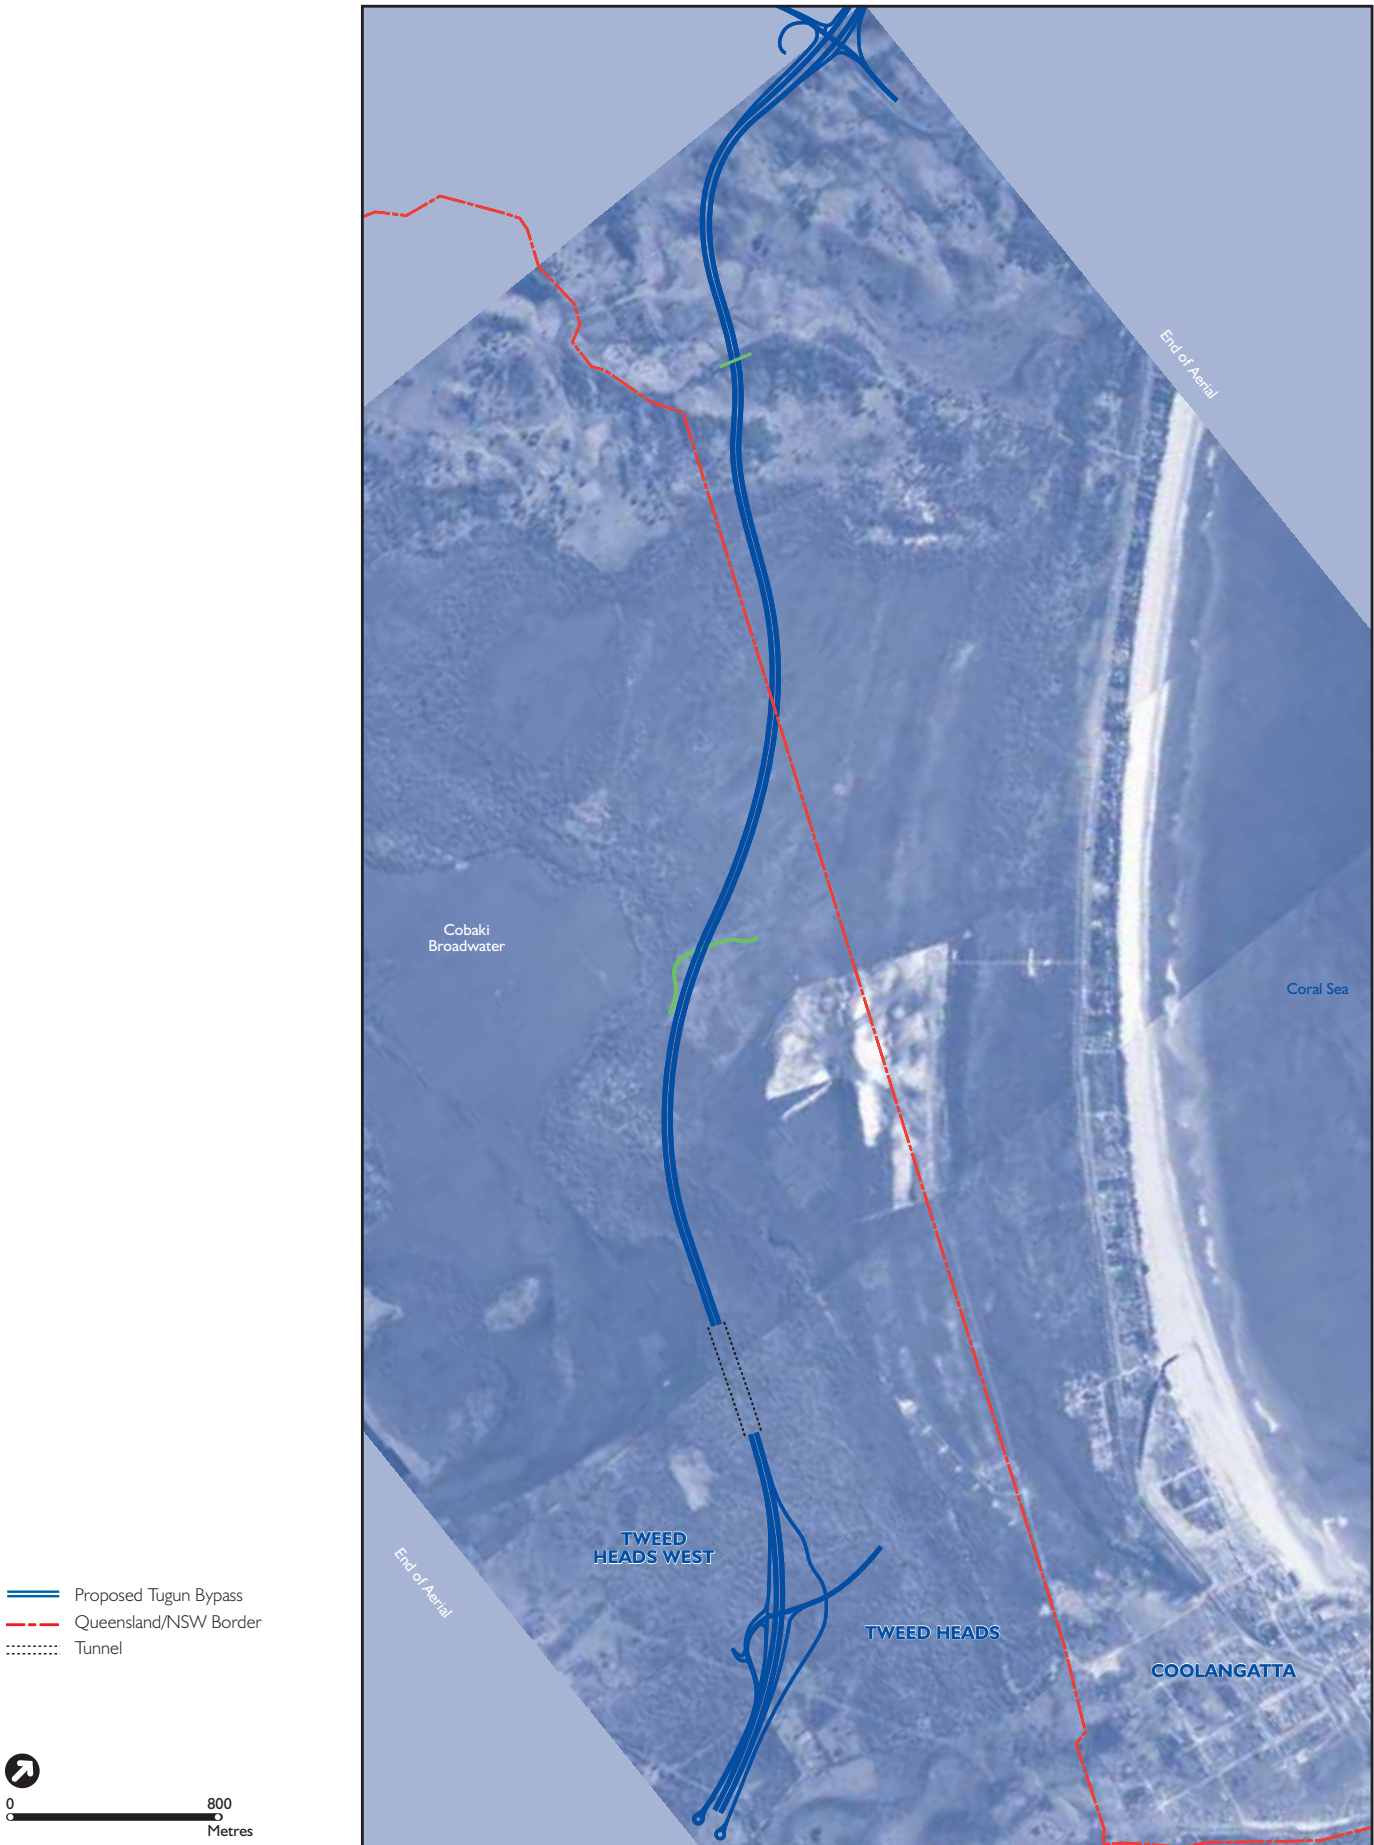 End of Aerial
Cobaki
Broadwater
Coral Sea
TWEED
HEADS WEST
End of Aerial
TWEED HEADS
COOLANGATTA
Proposed Tugun Bypass
Queensland/NSW Border
Tunnel
0 800
Metres